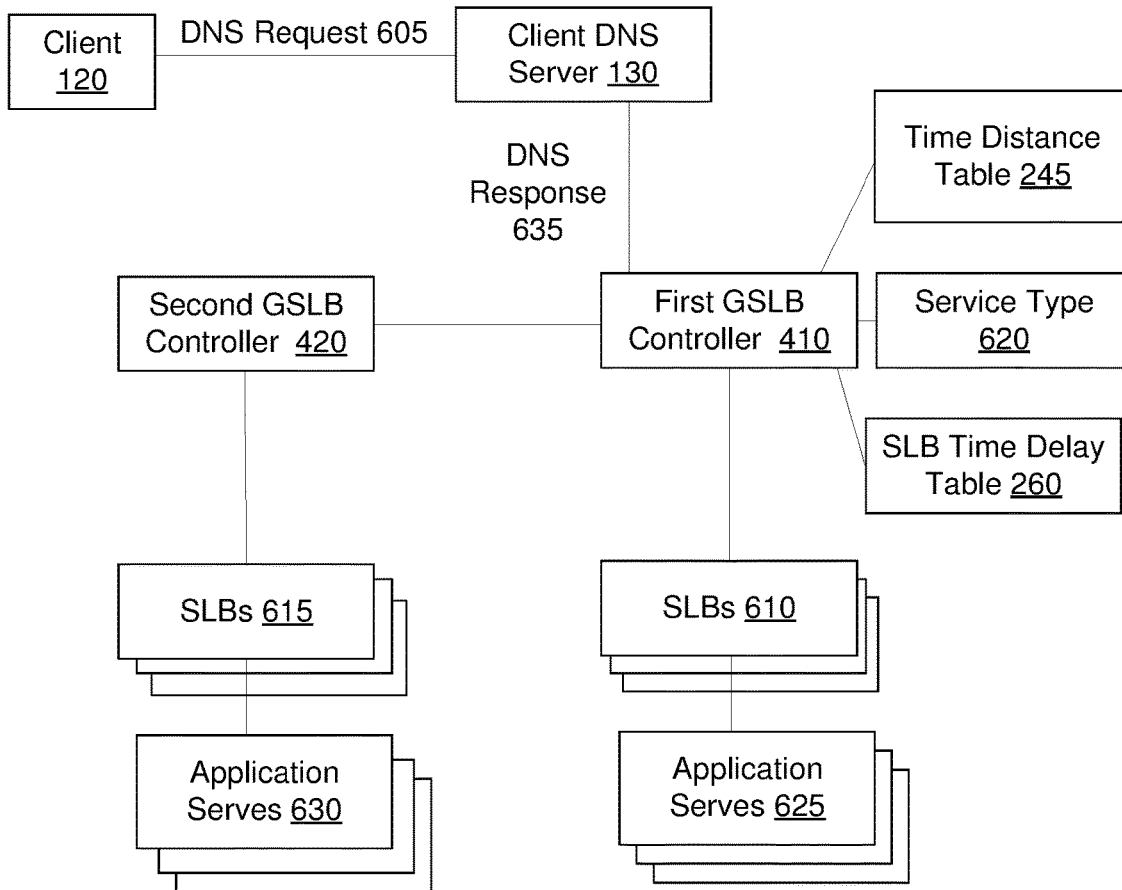 Client
120
DNS Request 605
Client DNS
Server 130
DNS
Response
635
Time Distance
Table 245
Second GSLB
Controller 420
First GSLB
Controller 410
Service Type
620
SLB Time Delay
Table 260
SLBs 615
SLBs 610
Application
Serves 630
Application
Serves 625